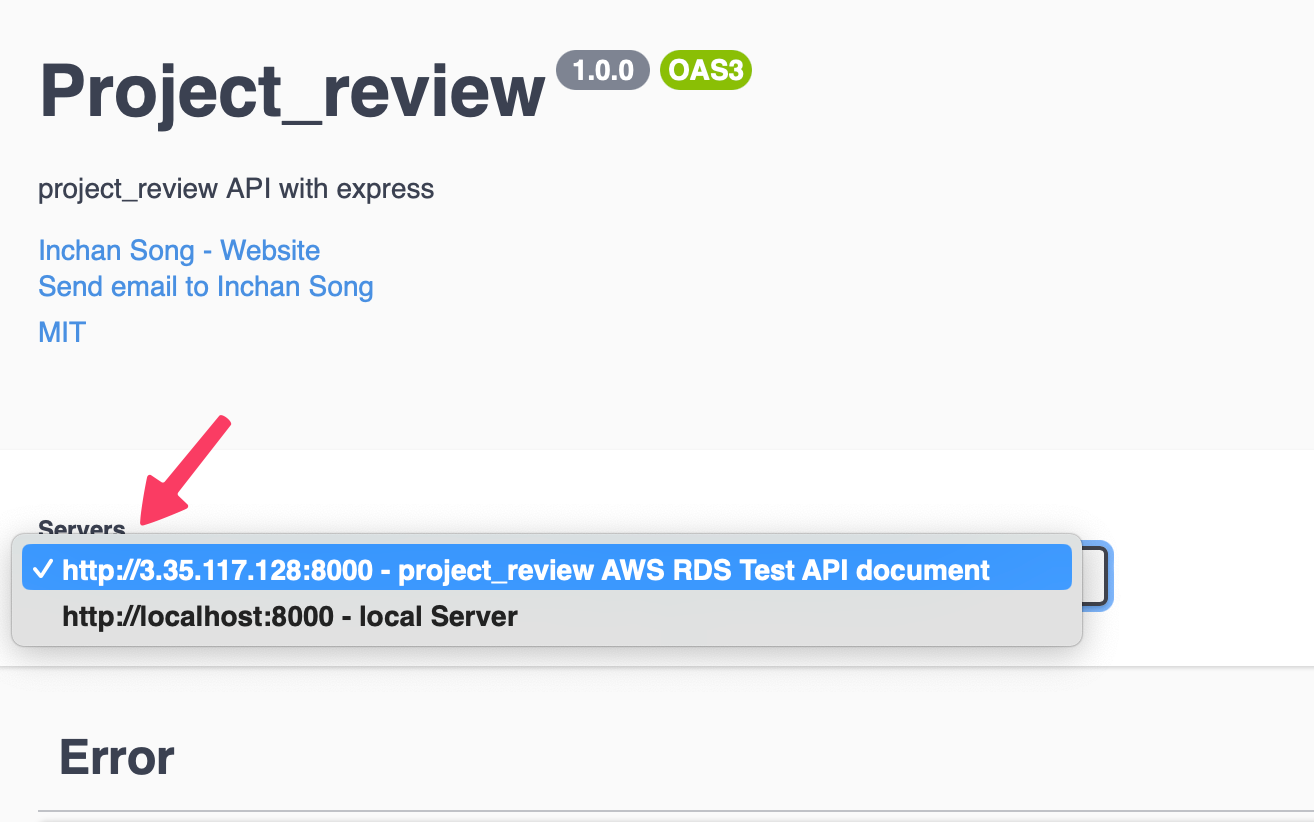 Project_review 1.0.0 OAS3
project_review API with express
Inchan Song - Website
Send email to Inchan Song
MIT
Servers
✓ http://3.35.117.128:8000 - project_review AWS RDS Test API document
http://localhost:8000 - local Server
Error